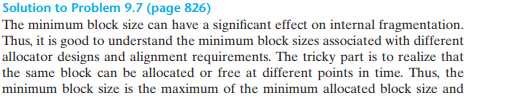 Solution to Problem 9.7 (page 826)
The minimum block size can have a significant effect on internal fragmentation.
Thus, it is good to understand the minimum block sizes associated with different
allocator designs and alignment requirements. The tricky part is to realize that
the same block can be allocated or free at different points in time. Thus, the
minimum block size is the maximum of the minimum allocated block size and